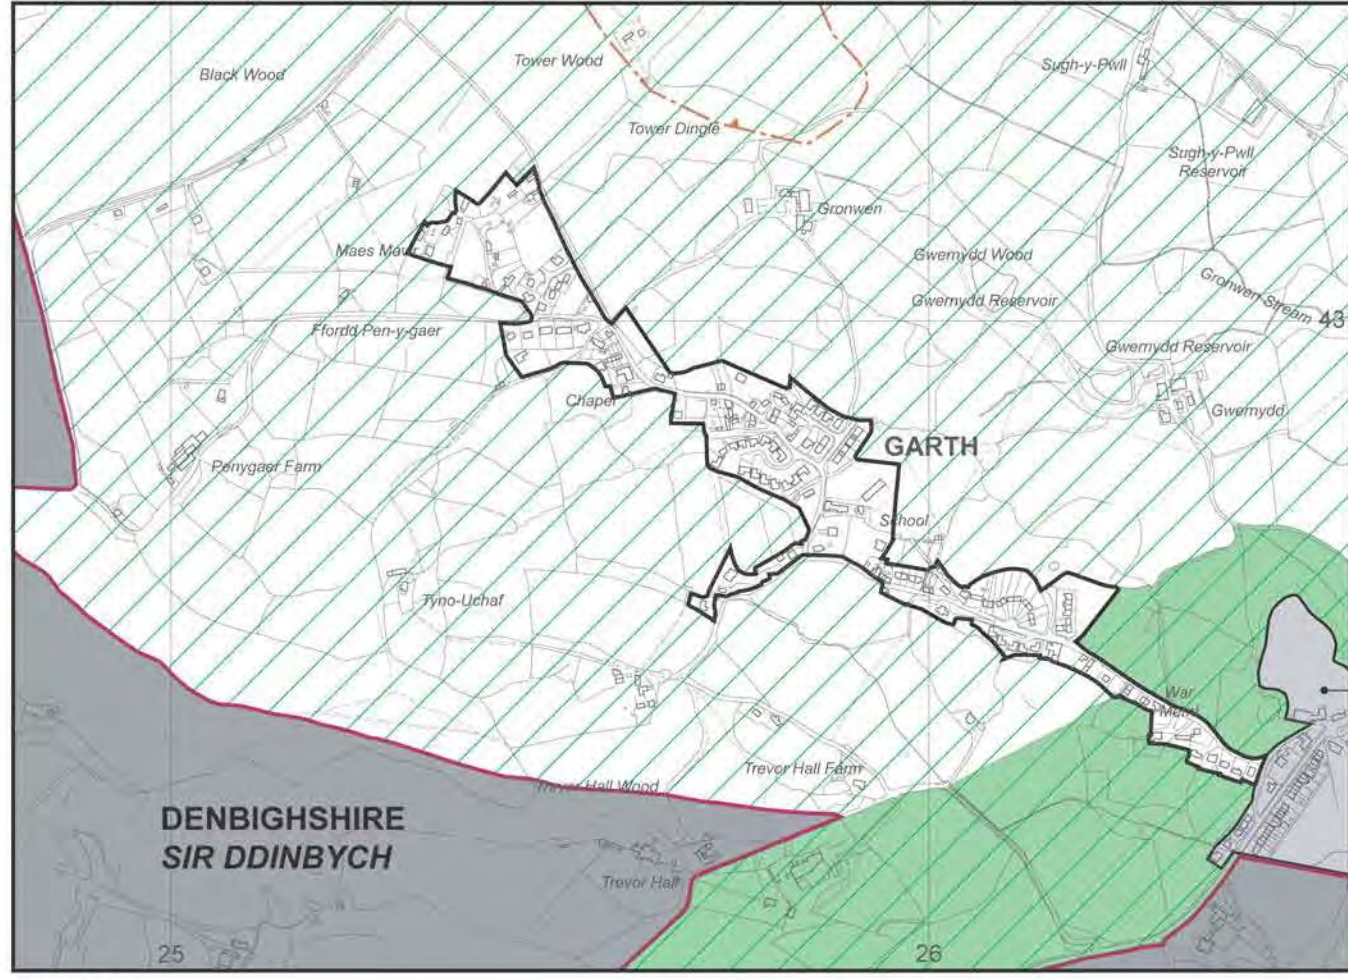 Tower Wood
Black Wood
Sugh-y-Pwll
Tower Dingle
Sugh-y-Pwll
Reservoir
Gronwen
Maes Mawr
Gwernydd Wood
Gronwen Stream
Gwernydd Reservoir
43
Ffordd Pen-y-gaer
Gwernydd Reservoir
Chapel
Gwernydd
GARTH
Penygaer Farm
School
Tyno-Uchaf
War
Trevor Hall Farm
Trevor Hall Wood
DENBIGHSHIRE
SIR DDINBYCH
Trevor Hall
25
26